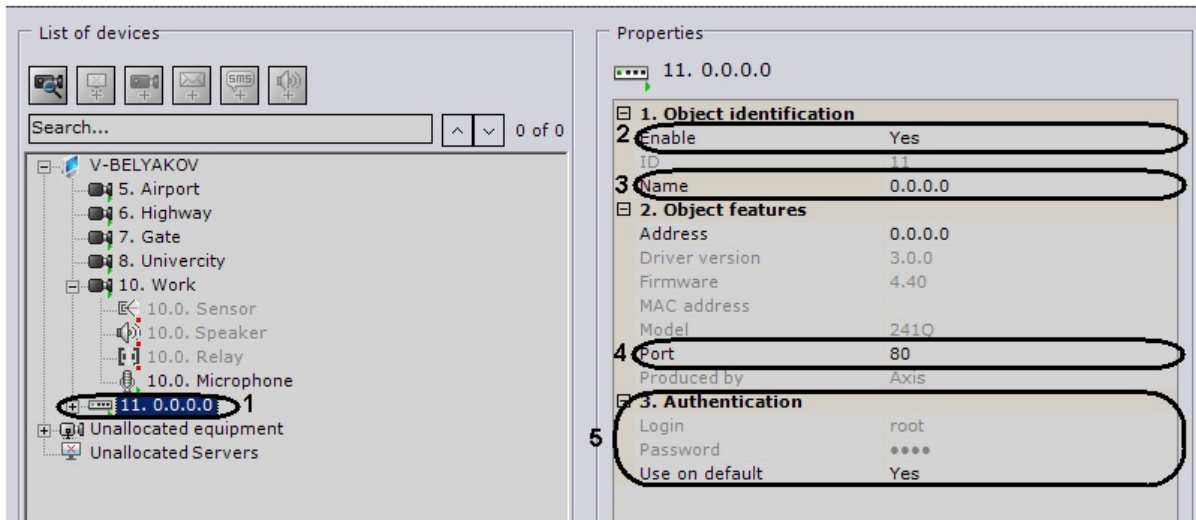 List of devices
SMS
Search...
0 of 0
V-BELYAKOV
5. Airport
6. Highway
7. Gate
8. Univercity
10. Work
10.0. Sensor
10.0. Speaker
10.0. Relay
10.0. Microphone
11. 0.0.0.0 1
Unallocated equipment
Unallocated Servers
Properties
11. 0.0.0.0
1. Object identification
2 Enable Yes
ID 11
3 Name 0.0.0.0
2. Object features
Address 0.0.0.0
Driver version 3.0.0
Firmware 4.40
MAC address
Model 241Q
4 Port 80
Produced by Axis
3. Authentication
Login root
5
Password ••••
Use on default Yes